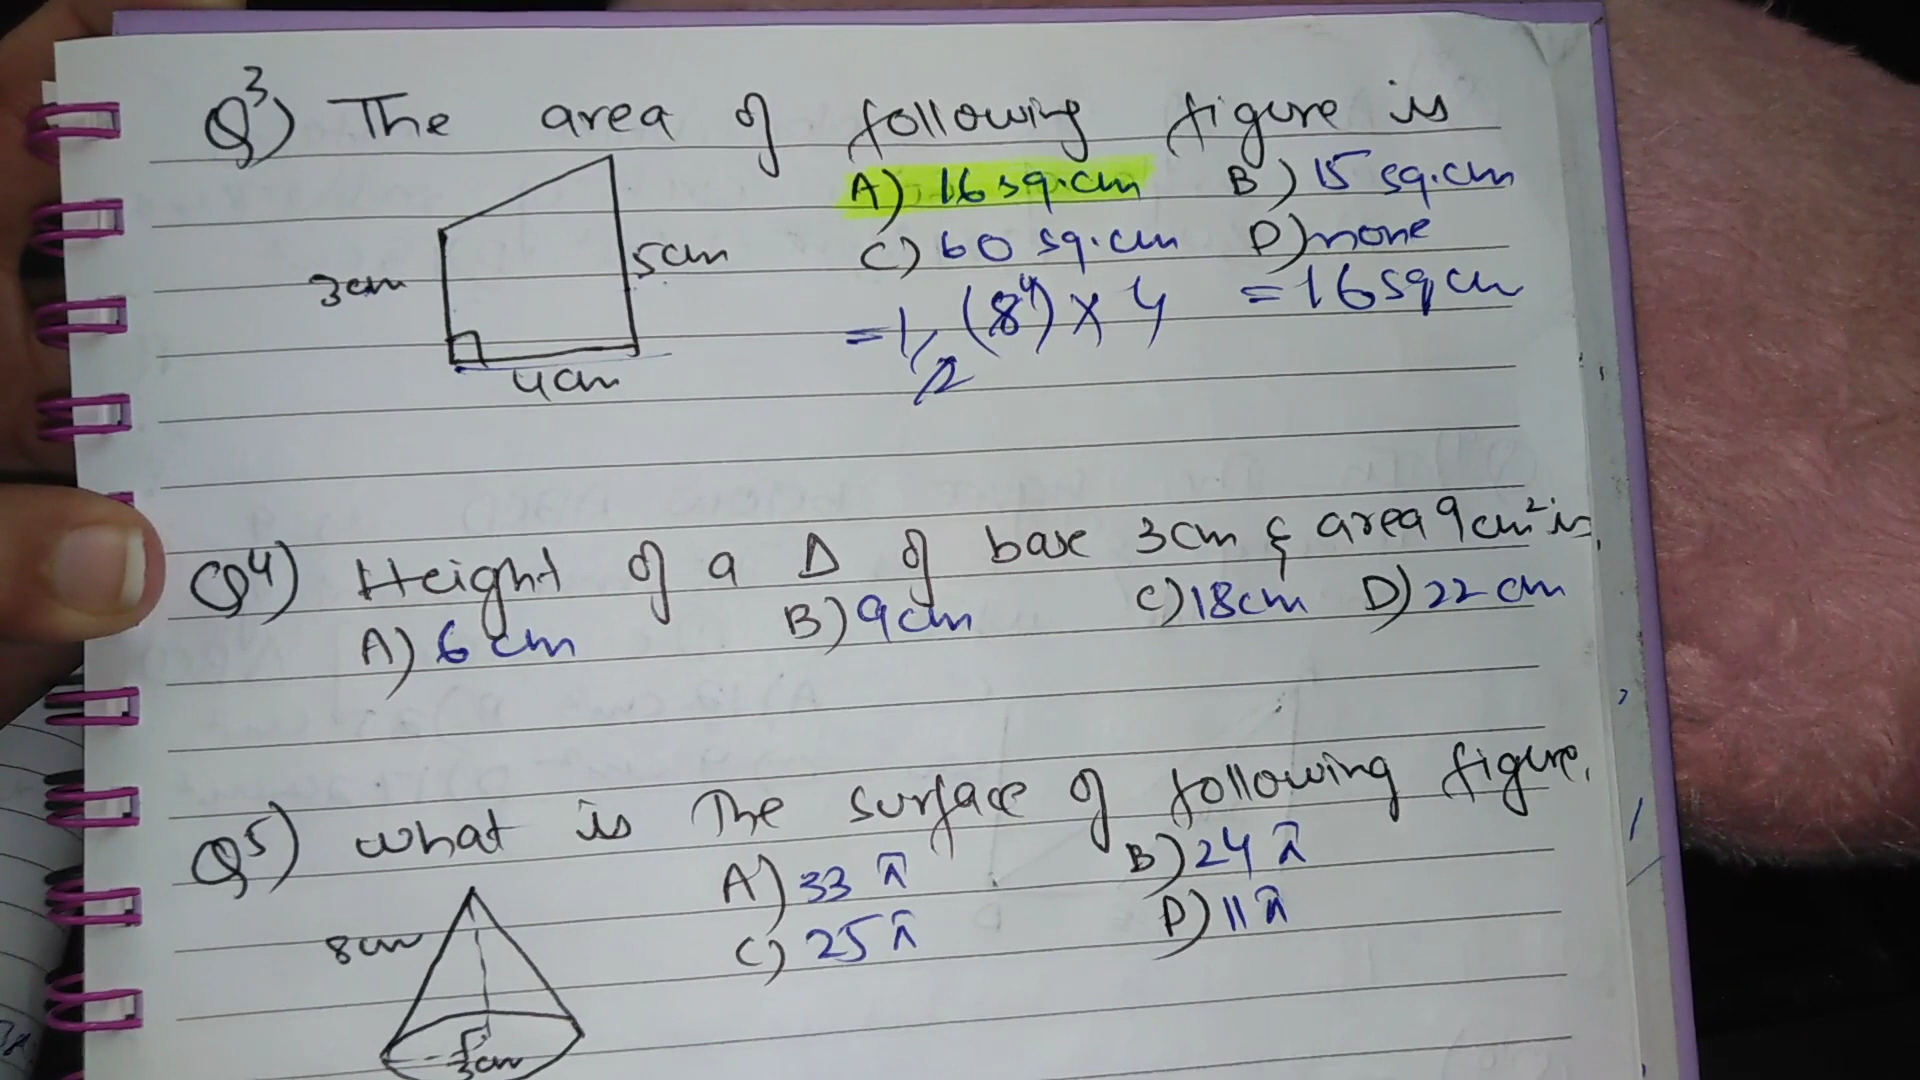 Q3) The area of following figure is
A) 16 sq.cm B) 15 sq.cm
3cm 5cm C) 60 sq.cm D) none
= 1/2 (8 4) × 4 = 16 sq cm
4cm
Q4) Height of a Δ of base 3cm & area 9cm² is.
A) 6 cm B) 9cm C) 18cm D) 22 cm
Q5) what is The surface of following figure.
A) 33 π B) 24 π
8cm C) 25 π D) 11 π
3cm